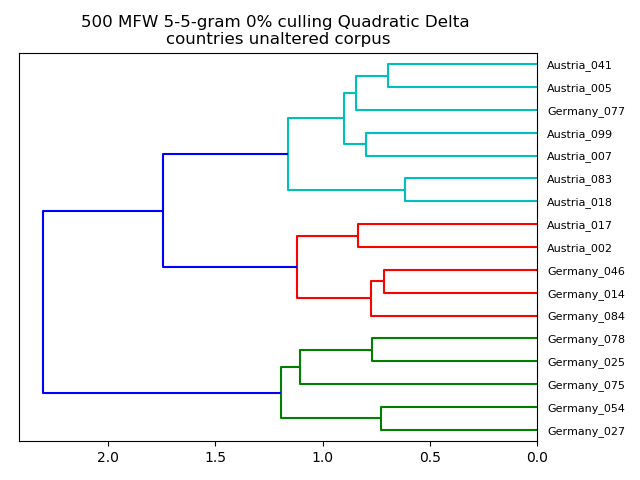 500 MFW 5-5-gram 0% culling Quadratic Delta
countries unaltered corpus
Austria_041
Austria_005
Germany_077
Austria_099
Austria_007
Austria_083
Austria_018
Austria_017
Austria_002
Germany_046
Germany_014
Germany_084
Germany_078
Germany_025
Germany_075
Germany_054
Germany_027
2.0 1.5 1.0 0.5 0.0